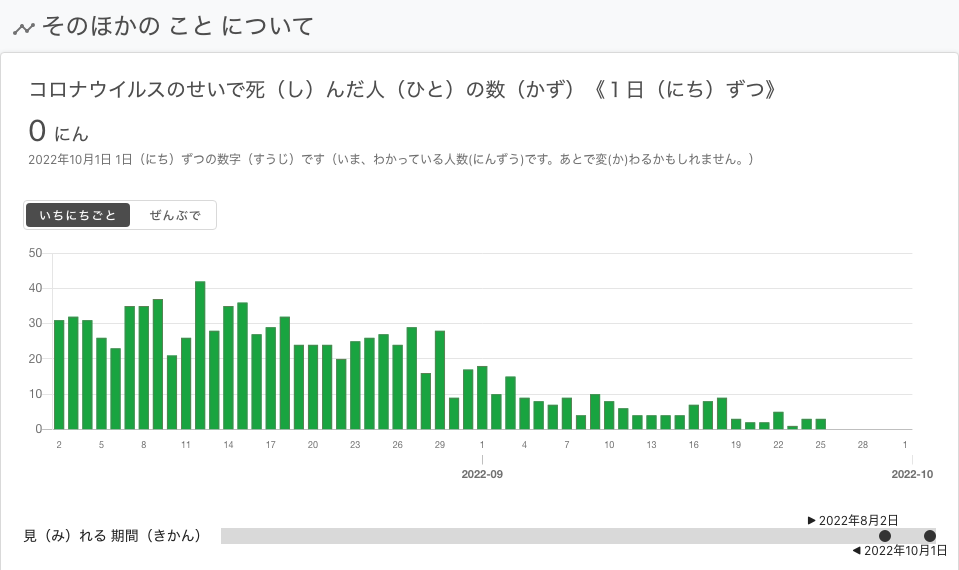 そのほかの こと について
コロナウイルスのせいで死（し）んだ人（ひと）の数（かず）《１日（にち）ずつ》
0 にん
2022年10月1日 1日（にち）ずつの数字（すうじ）です（いま、わかっている人数(にんずう)です。あとで変(か)わるかもしれません。）
いちにちごと ぜんぶで
50
40
30
20
10
0
2 5 8 11 14 17 20 23 26 29 1 4 7 10 13 16 19 22 25 28 1
2022-09 2022-10
▶ 2022年8月2日
見（み）れる 期間（きかん）
◀ 2022年10月1日